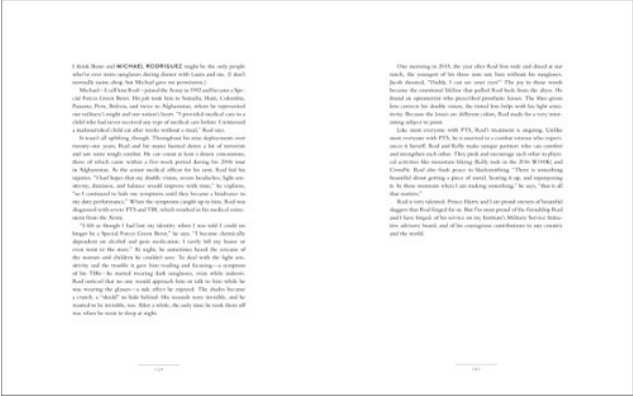 I think Bono and MICHAEL RODRIGUEZ might be the only people
who've ever worn sunglasses during dinner with Laura and me. (I don't
normally name drop, but Michael gave me permission.)
Michael—I call him Rod—joined the Army in 1992 and became a Spe-
cial Forces Green Beret. His job took him to Somalia, Haiti, Colombia,
Panama, Peru, Bolivia, and twice to Afghanistan, where he represented
our military's might and our nation's heart. "I provided medical care to a
child who had never received any type of medical care before. I witnessed
a malnourished child eat after weeks without a meal," Rod says.
It wasn't all uplifting, though. Throughout his nine deployments over
twenty-one years, Rod and his teams hunted down a lot of terrorists
and saw some tough combat. He can count at least a dozen concussions,
three of which came within a few-week period during his 2006 tour
in Afghanistan. As the senior medical officer for his unit, Rod hid his
injuries. "I had hopes that my double vision, severe headaches, light sen-
sitivity, dizziness, and balance would improve with time," he explains,
"so I continued to hide my symptoms until they became a hindrance to
my duty performance." When the symptoms caught up to him, Rod was
diagnosed with severe PTS and TBI, which resulted in his medical retire-
ment from the Army.
"I felt as though I had lost my identity when I was told I could no
longer be a Special Forces Green Beret," he says. "I became chemically
dependent on alcohol and pain medication. I rarely left my house or
even went to the store." At night, he sometimes heard the screams of
the women and children he couldn't save. To deal with the light sen-
sitivity and the trouble it gave him reading and focusing—a symptom
of his TBIs—he started wearing dark sunglasses, even while indoors.
Rod noticed that no one would approach him or talk to him while he
was wearing the glasses—a side effect he enjoyed. The shades became
a crutch, a "shield" to hide behind. His wounds were invisible, and he
wanted to be invisible, too. After a while, the only time he took them off
was when he went to sleep at night.
One morning in 2015, the year after Rod first rode and dined at our
ranch, the youngest of his three sons saw him without his sunglasses.
Jacob shouted, "Daddy, I can see your eyes!" The joy in those words
became the emotional lifeline that pulled Rod back from the abyss. He
found an optometrist who prescribed prosthetic lenses. The blue-green
lens corrects his double vision; the tinted lens helps with his light sensi-
tivity. Because the lenses are different colors, Rod made for a very inter-
esting subject to paint.
Like most everyone with PTS, Rod's treatment is ongoing. Unlike
most everyone with PTS, he is married to a combat veteran who experi-
ences it herself. Rod and Kelly make unique partners who can comfort
and strengthen each other. They push and encourage each other in physi-
cal activities like mountain biking (Kelly rode in the 2016 W100K) and
CrossFit. Rod also finds peace in blacksmithing. "There is something
beautiful about getting a piece of metal, heating it up, and repurposing
it. In those moments when I am making something," he says, "that is all
that matters."
Rod is very talented. Prince Harry and I are proud owners of beautiful
daggers that Rod forged for us. But I'm most proud of the friendship Rod
and I have forged, of his service on my Institute's Military Service Initia-
tive advisory board, and of his courageous contributions to our country
and the world.